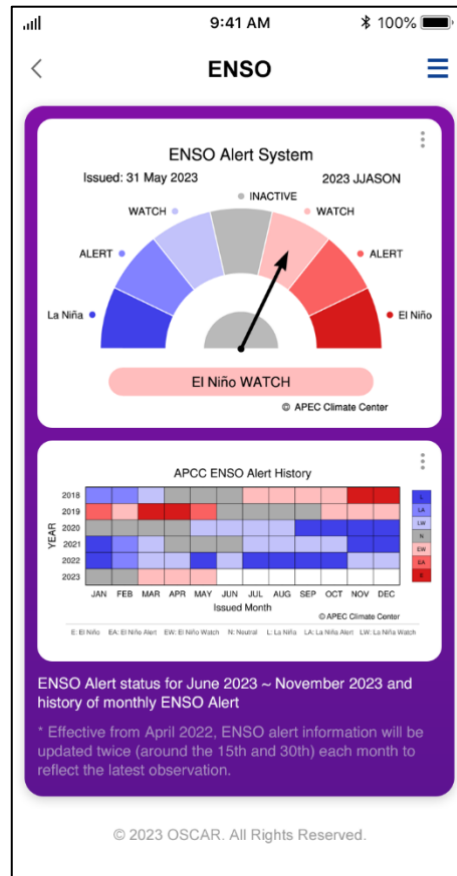 9:41 AM
100%
ENSO
ENSO Alert System
Issued: 31 May 2023
2023 JJASON
INACTIVE
WATCH
WATCH
ALERT
ALERT
La Niña
El Niño
El Niño WATCH
© APEC Climate Center
APCC ENSO Alert History
YEAR
2018
2019
2020
2021
2022
2023
L
LA
LW
N
EW
EA
E
JAN FEB MAR APR MAY JUN JUL AUG SEP OCT NOV DEC
Issued Month
© APEC Climate Center
E: El Niño EA: El Niño Alert EW: El Niño Watch N: Neutral L: La Niña LA: La Niña Alert LW: La Niña Watch
ENSO Alert status for June 2023 ~ November 2023 and
history of monthly ENSO Alert
* Effective from April 2022, ENSO alert information will be
updated twice (around the 15th and 30th) each month to
reflect the latest observation.
© 2023 OSCAR. All Rights Reserved.